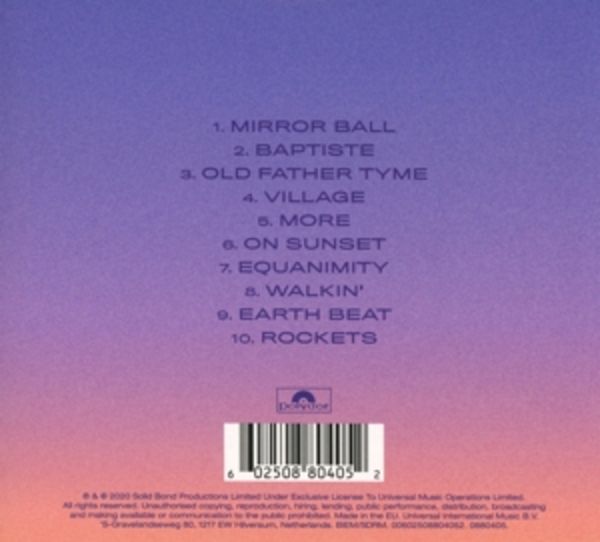 1. MIRROR BALL
2. BAPTISTE
3. OLD FATHER TYME
4. VILLAGE
5. MORE
6. ON SUNSET
7. EQUANIMITY
8. WALKIN'
9. EARTH BEAT
10. ROCKETS
Polydor
6 02508 80405 2
℗ & © 2020 Solid Bond Productions Limited Under Exclusive License To Universal Music Operations Limited.
All rights reserved. Unauthorised copying, reproduction, hiring, lending, public performance, distribution, broadcasting
and making available or communication to the public prohibited. Made in the EU. Universal International Music B.V.
'S-Gravelandseweg 80, 1217 EW Hilversum, Netherlands. BIEM/SDRM. 00602508804052. 0880405.